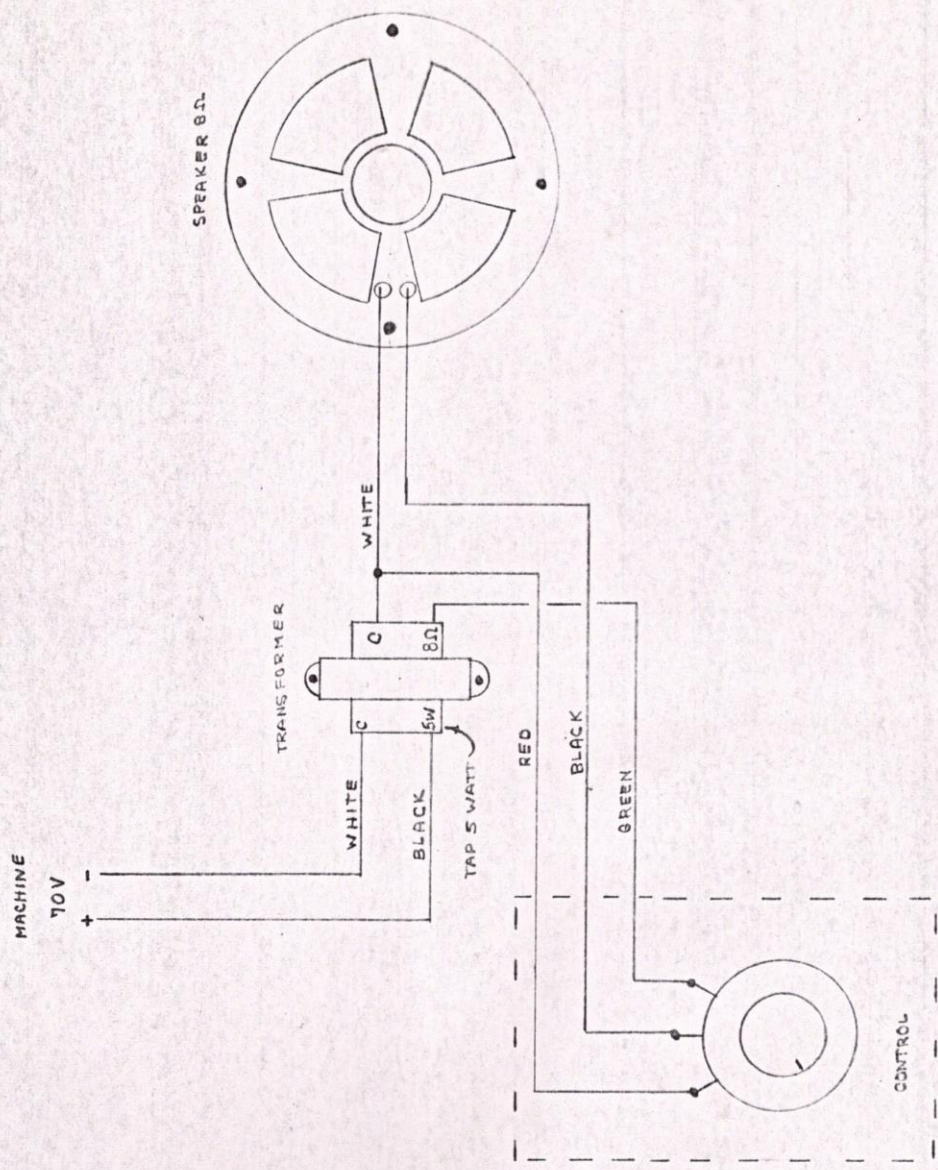 SPEAKER 8Ω
WHITE
TRANSFORMER
C
8Ω
C
5W
WHITE
BLACK
TAP 5 WATT
MACHINE
70V
-
+
RED
BLACK
GREEN
CONTROL